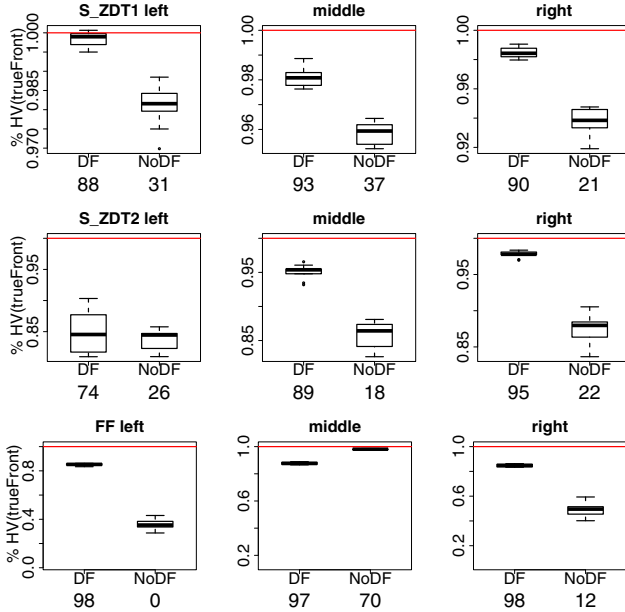 S_ZDT1 left
middle
right
% HV(trueFront)
0.970
0.985
1.000
0.96
0.98
1.00
0.92
0.96
1.00
DF NoDF
DF NoDF
DF NoDF
88 31
93 37
90 21
S_ZDT2 left
middle
right
% HV(trueFront)
0.85
0.95
0.85
0.95
0.85
0.95
DF NoDF
DF NoDF
DF NoDF
74 26
89 18
95 22
FF left
middle
right
% HV(trueFront)
0.0
0.4
0.8
0.2
0.6
1.0
0.2
0.6
1.0
DF NoDF
DF NoDF
DF NoDF
98 0
97 70
98 12